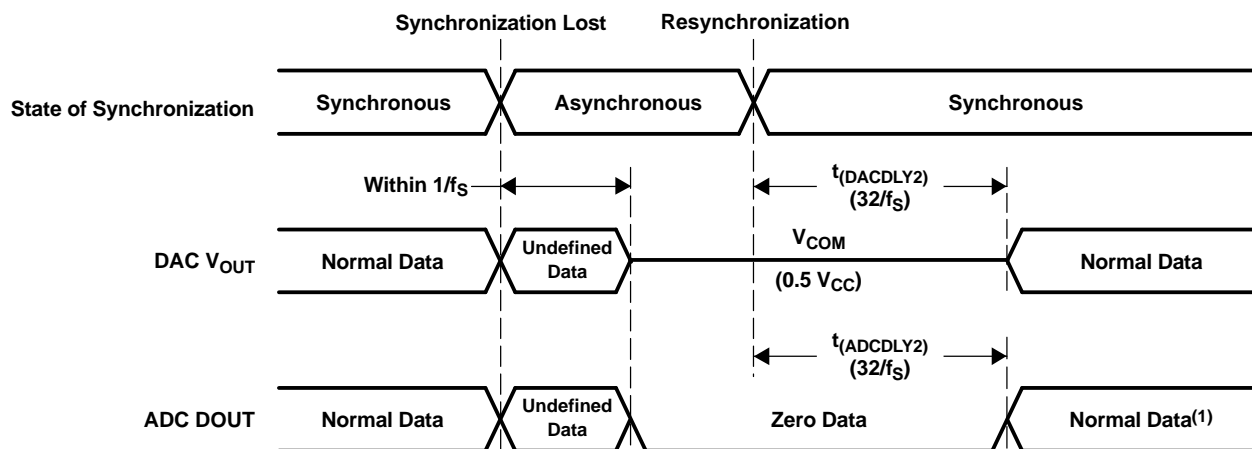 Synchronization Lost
Resynchronization
State of Synchronization
Synchronous
Asynchronous
Synchronous
Within 1/fS
t(DACDLY2)
(32/fS)
DAC VOUT
Normal Data
Undefined
Data
VCOM
(0.5 VCC)
Normal Data
t(ADCDLY2)
(32/fS)
ADC DOUT
Normal Data
Undefined
Data
Zero Data
Normal Data(1)